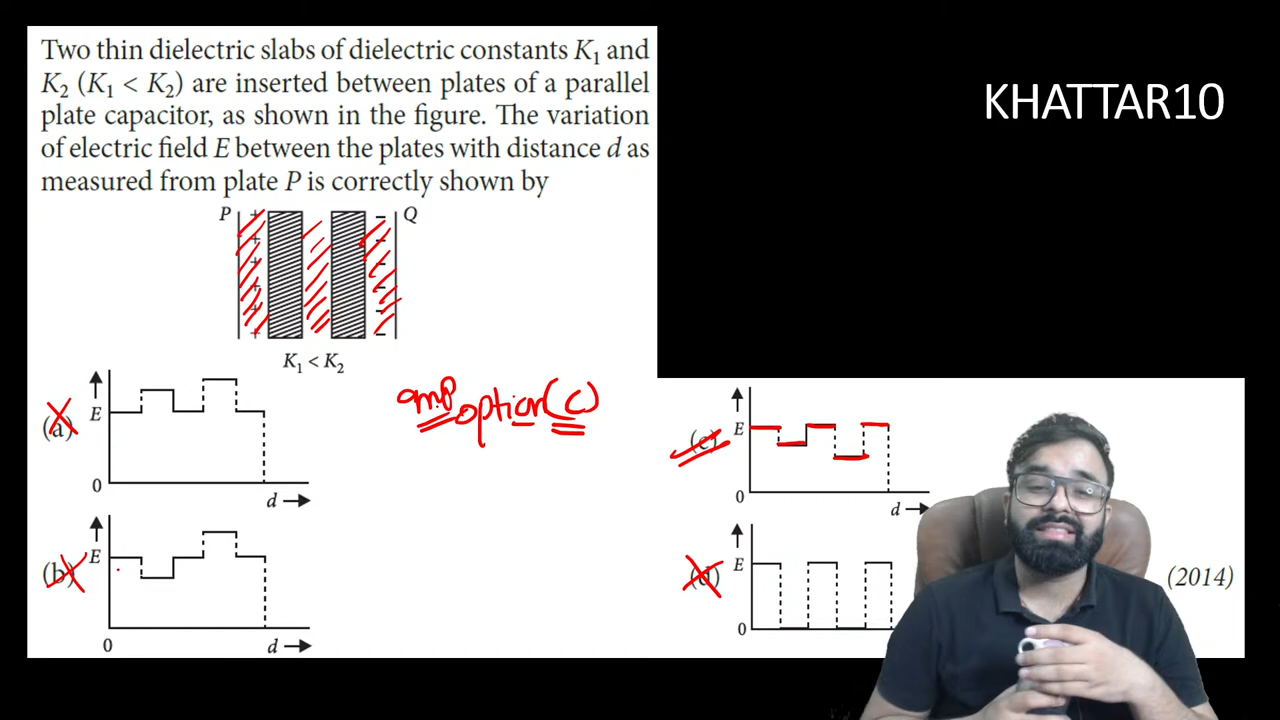 Two thin dielectric slabs of dielectric constants K₁ and
K₂ (K₁ < K₂) are inserted between plates of a parallel
plate capacitor, as shown in the figure. The variation
of electric field E between the plates with distance d as
measured from plate P is correctly shown by
KHATTAR10
P + + + + + + - - - - - - Q
K₁ < K₂
(a) E
0
d
(b) E
0
d
option (c)
(c) E
0
d
(d) E
0
(2014)